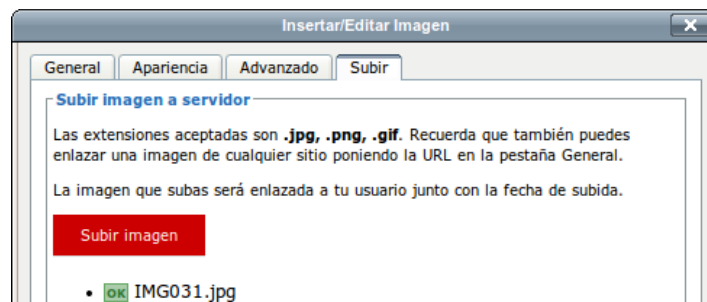 Insertar/Editar Imagen
General Apariencia Advanzado Subir
Subir imagen a servidor
Las extensiones aceptadas son .jpg, .png, .gif. Recuerda que también puedes
enlazar una imagen de cualquier sitio poniendo la URL en la pestaña General.
La imagen que subas será enlazada a tu usuario junto con la fecha de subida.
Subir imagen
• OK IMG031.jpg